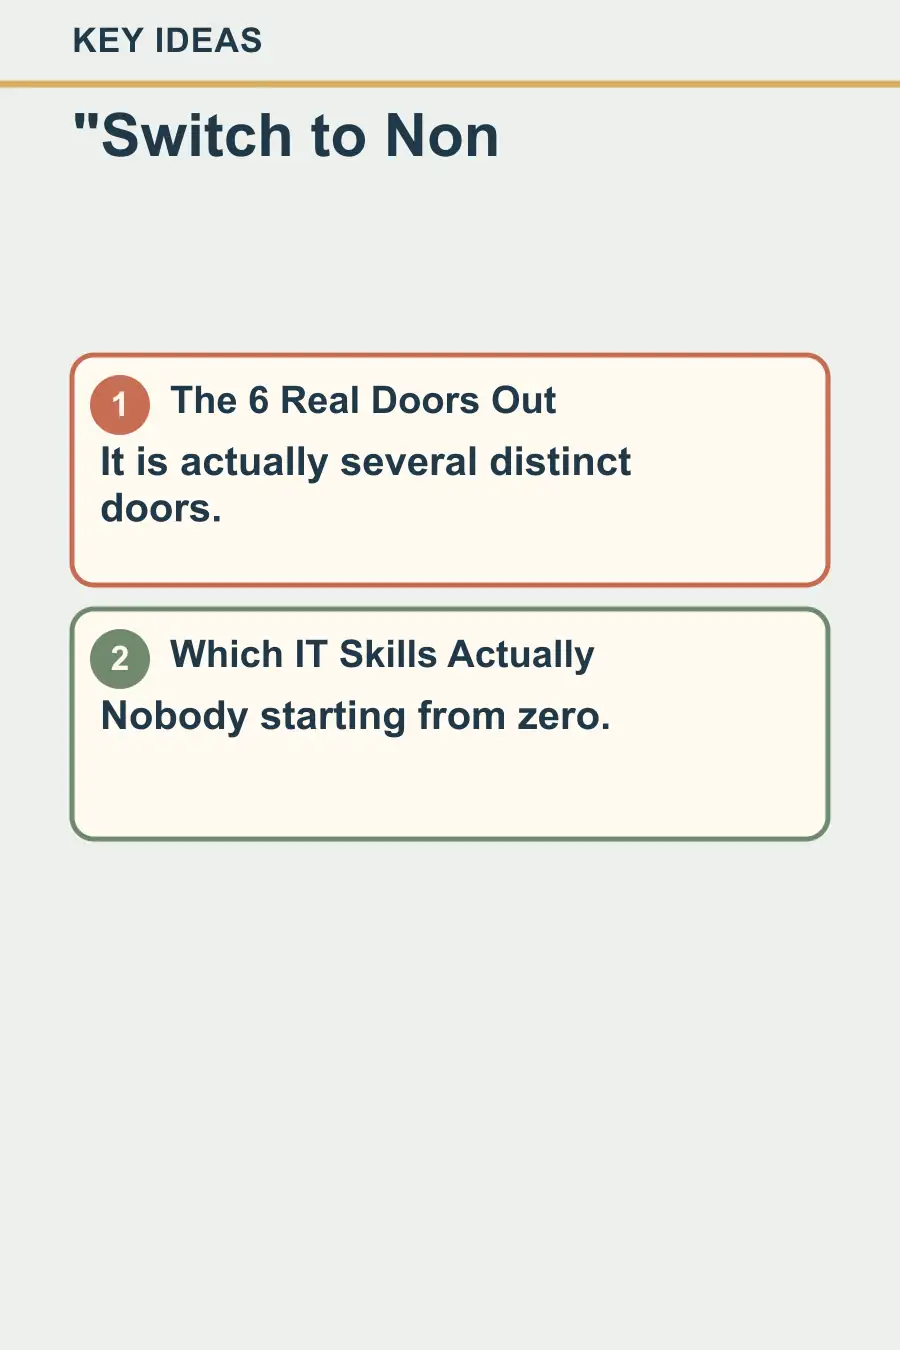 KEY IDEAS
"Switch to Non
1
The 6 Real Doors Out
It is actually several distinct
doors.
2
Which IT Skills Actually
Nobody starting from zero.